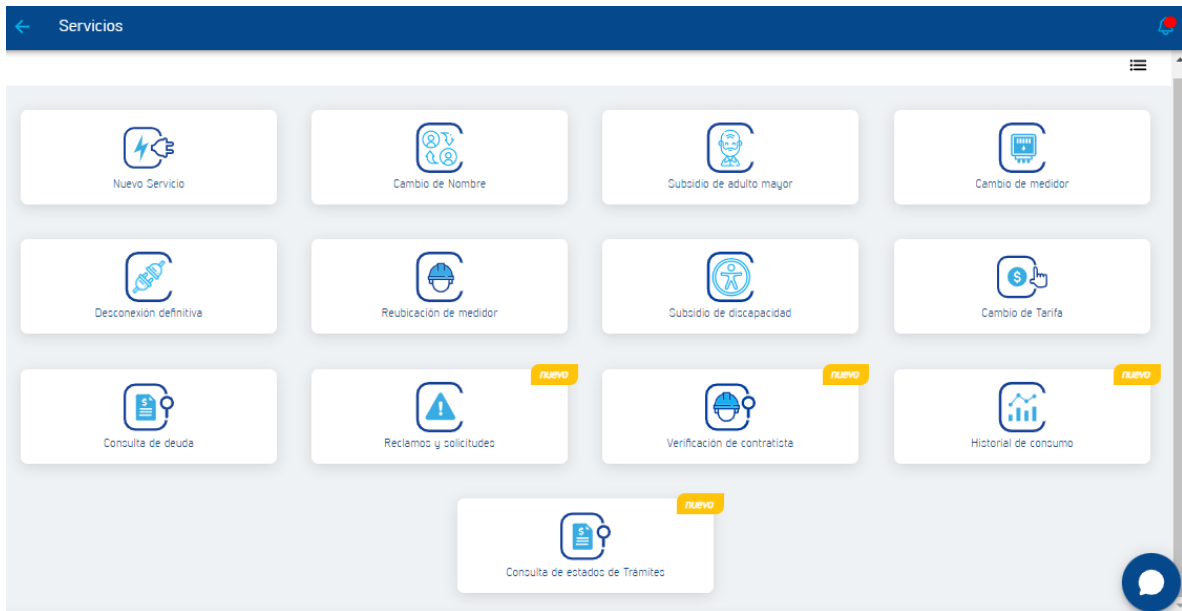 Servicios
Nuevo Servicio
Cambio de Nombre
Subsidio de adulto mayor
Cambio de medidor
Desconexión definitiva
Reubicación de medidor
Subsidio de discapacidad
Cambio de Tarifa
nuevo
nuevo
nuevo
Consulta de deuda
Reclamos y solicitudes
Verificación de contratista
Historial de consumo
nuevo
Consulta de estados de Trámites